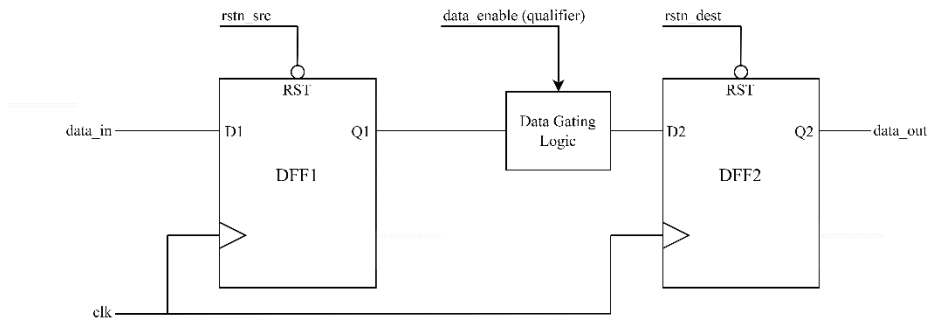 rstn_src
data_enable (qualifier)
rstn_dest
RST
RST
data_in
D1
Q1
Data Gating
Logic
D2
Q2
data_out
DFF1
DFF2
clk